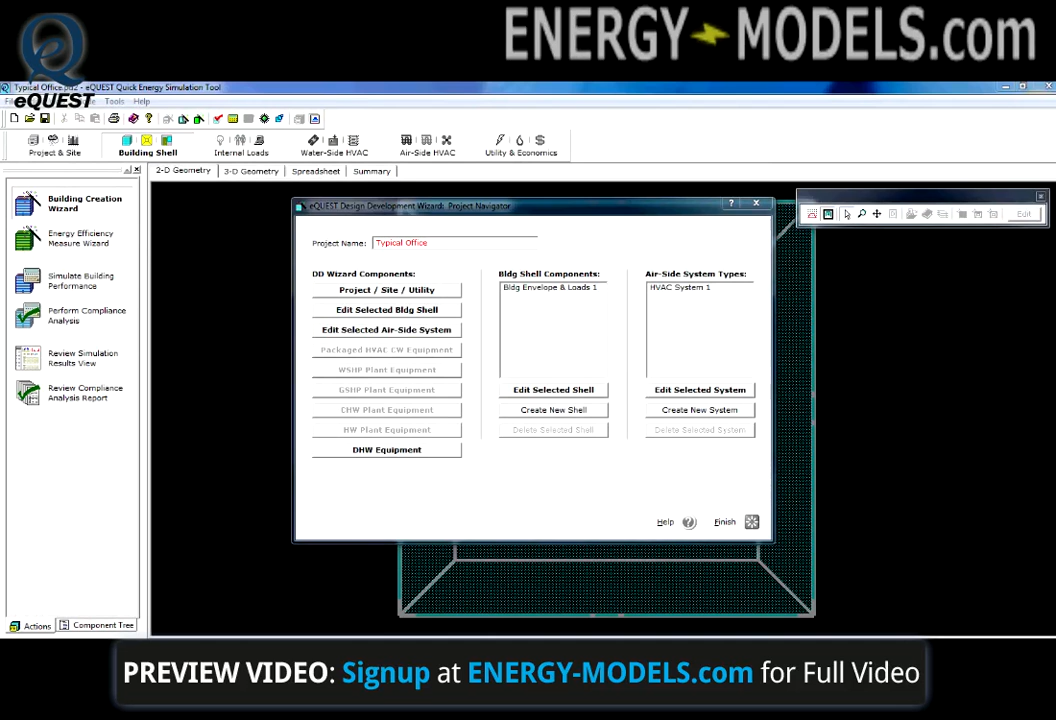 ENERGY MODELS.com
eQUEST
Typical Office.pd2 - eQUEST Quick Energy Simulation Tool
Tools Help
Project & Site
Building Shell
Internal Loads
Water-Side HVAC
Air-Side HVAC
Utility & Economics
2-D Geometry
3-D Geometry
Spreadsheet
Summary
Building Creation
Wizard
Energy Efficiency
Measure Wizard
Simulate Building
Performance
Perform Compliance
Analysis
Review Simulation
Results View
Review Compliance
Analysis Report
Actions
Component Tree
eQUEST Design Development Wizard: Project Navigator
Project Name: Typical Office
DD Wizard Components:
Project / Site / Utility
Edit Selected Bldg Shell
Edit Selected Air-Side System
Packaged HVAC CW Equipment
WSHP Plant Equipment
GSHP Plant Equipment
CHW Plant Equipment
HW Plant Equipment
DHW Equipment
Bldg Shell Components:
Bldg Envelope & Loads 1
Edit Selected Shell
Create New Shell
Delete Selected Shell
Air-Side System Types:
HVAC System 1
Edit Selected System
Create New System
Delete Selected System
Help
Finish
Edit
PREVIEW VIDEO: Signup at ENERGY-MODELS.com for Full Video